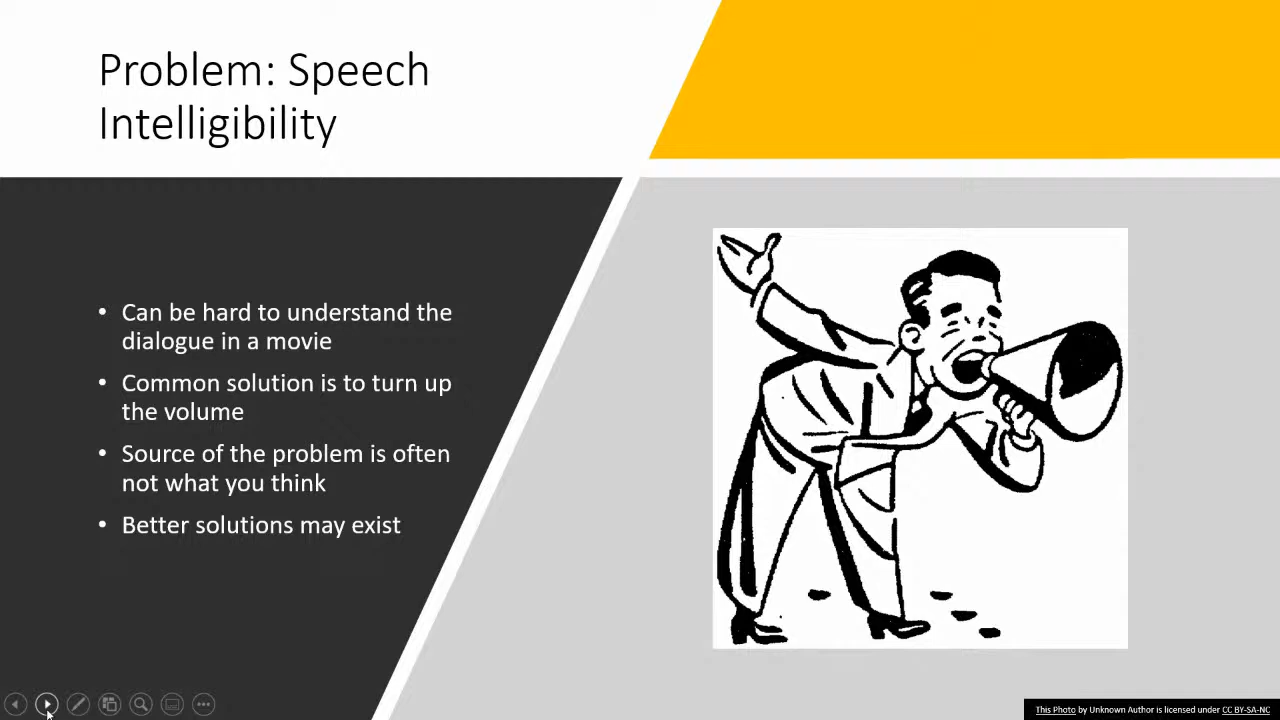 Problem: Speech
Intelligibility
• Can be hard to understand the
dialogue in a movie
• Common solution is to turn up
the volume
• Source of the problem is often
not what you think
• Better solutions may exist
This Photo by Unknown Author is licensed under CC BY-SA-NC